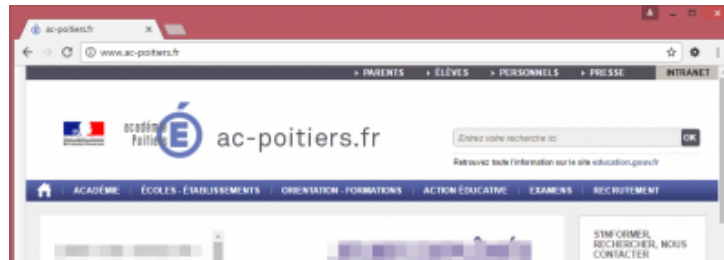 ac-poitiers.fr
www.ac-poitiers.fr
PARENTS ÉLÈVES PERSONNELS PRESSE INTRANET
académie
Poitiers
É
ac-poitiers.fr
Entrez votre recherche ici OK
Retrouvez toute l'information sur le site education.gouv.fr
ACADÉMIE ÉCOLES - ÉTABLISSEMENTS ORIENTATION - FORMATIONS ACTION ÉDUCATIVE EXAMENS RECRUTEMENT
S'INFORMER,
RECHERCHER, NOUS
CONTACTER